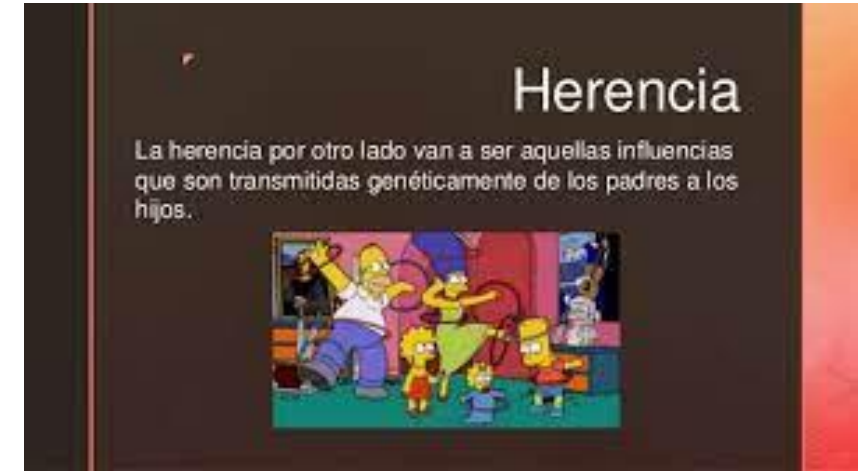 Herencia
La herencia por otro lado van a ser aquellas influencias
que son transmitidas genéticamente de los padres a los
hijos.